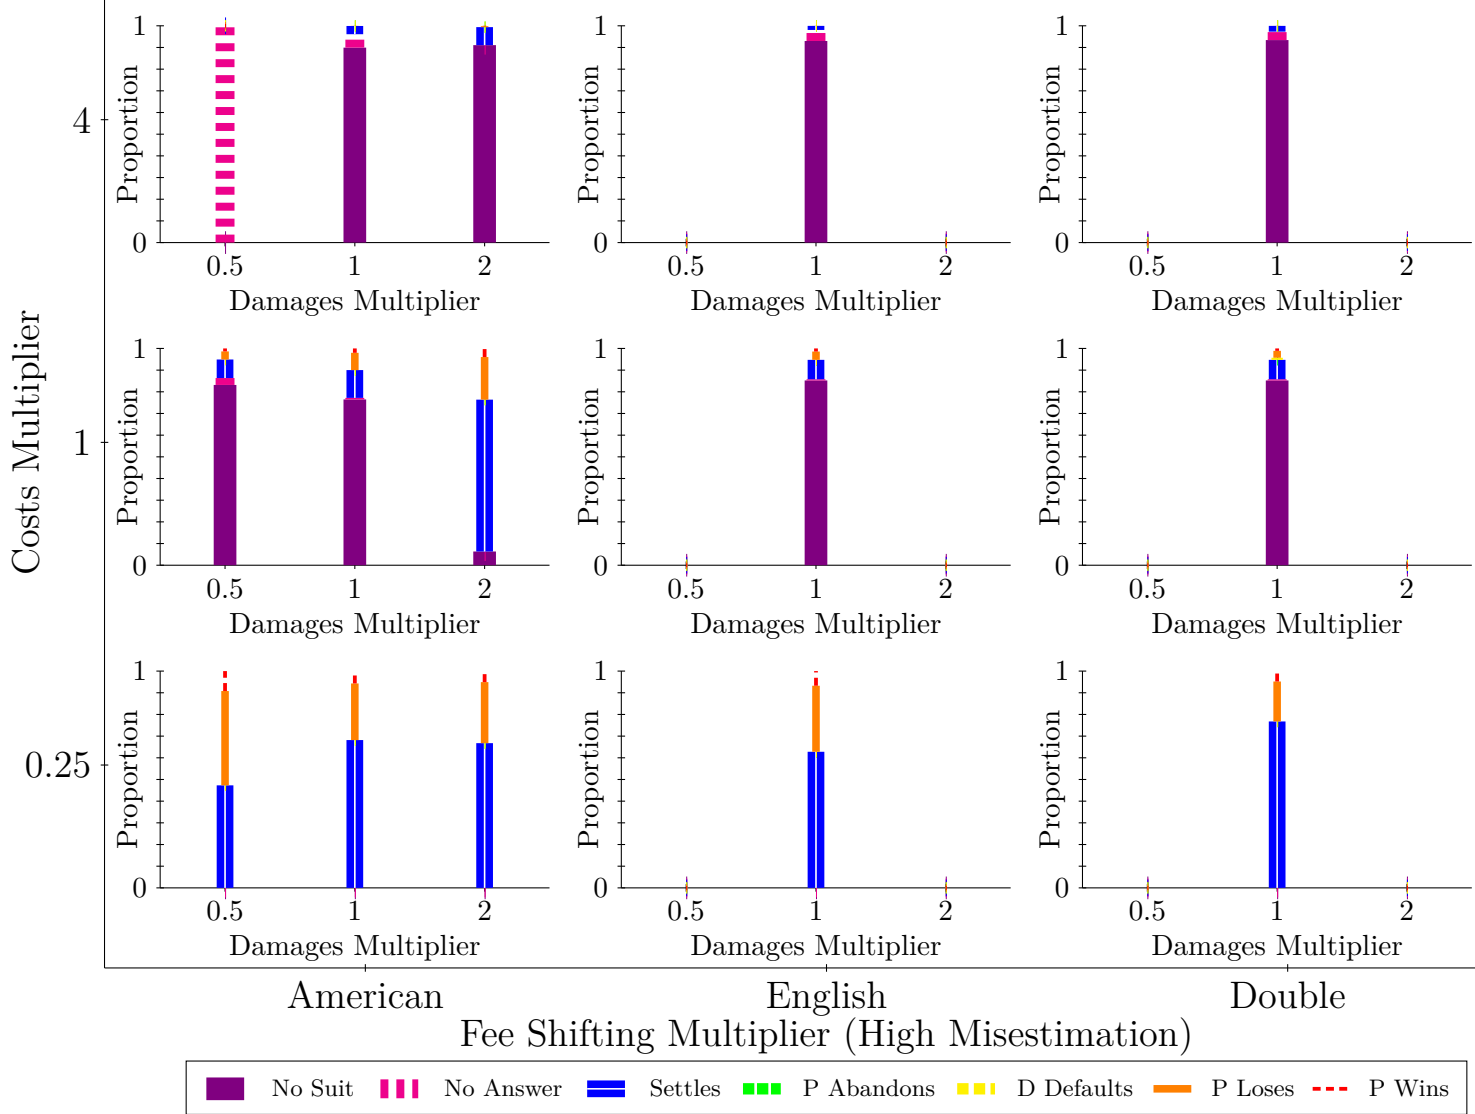 1 1 1
Proportion Proportion Proportion
4
0 0 0
0.5 1 2 0.5 1 2 0.5 1 2
Damages Multiplier Damages Multiplier Damages Multiplier
Costs Multiplier
1 1 1
Proportion Proportion Proportion
1
0 0 0
0.5 1 2 0.5 1 2 0.5 1 2
Damages Multiplier Damages Multiplier Damages Multiplier
1 1 1
Proportion Proportion Proportion
0.25
0 0 0
0.5 1 2 0.5 1 2 0.5 1 2
Damages Multiplier Damages Multiplier Damages Multiplier
American English Double
Fee Shifting Multiplier (High Misestimation)
No Suit No Answer Settles P Abandons D Defaults P Loses P Wins